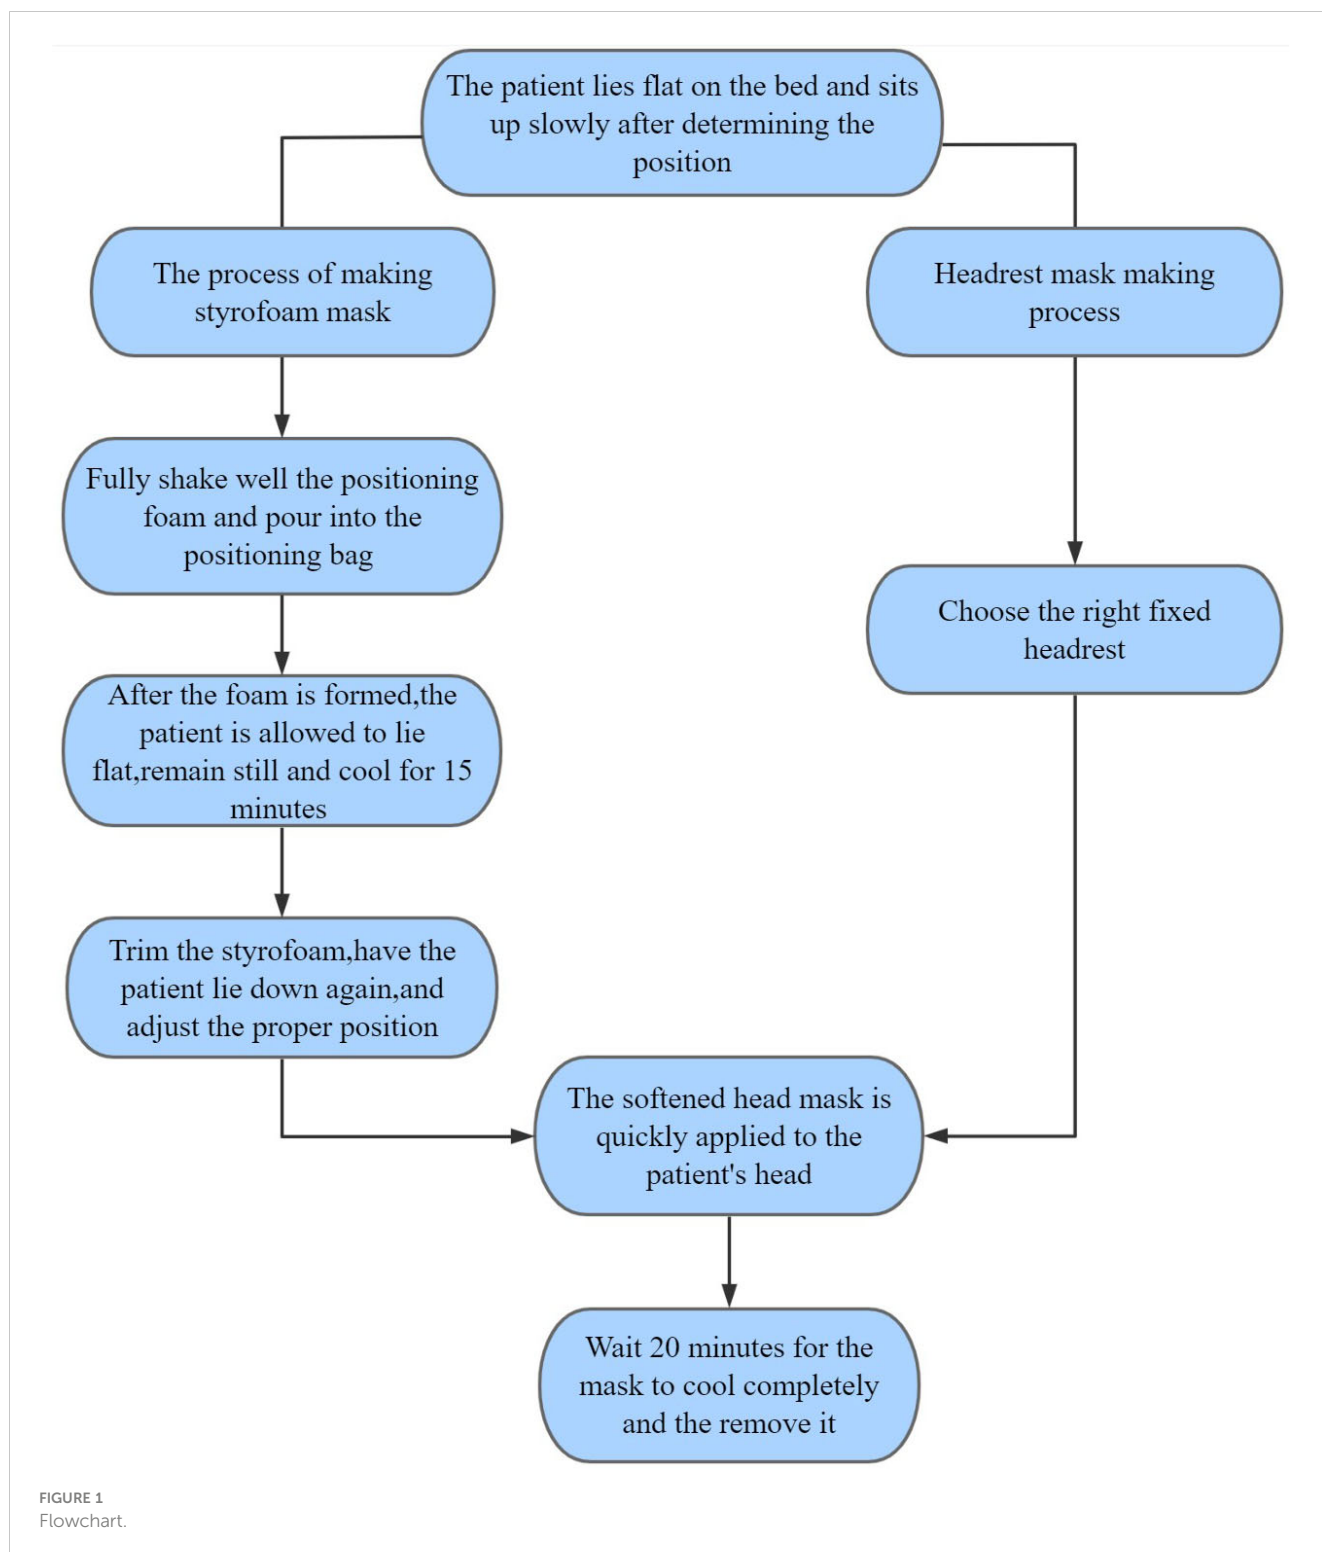 The patient lies flat on the bed and sits
up slowly after determining the
position
The process of making
styrofoam mask
Headrest mask making
process
Fully shake well the positioning
foam and pour into the
positioning bag
Choose the right fixed
headrest
After the foam is formed,the
patient is allowed to lie
flat,remain still and cool for 15
minutes
Trim the styrofoam,have the
patient lie down again,and
adjust the proper position
The softened head mask is
quickly applied to the
patient's head
Wait 20 minutes for the
mask to cool completely
and the remove it
FIGURE 1
Flowchart.